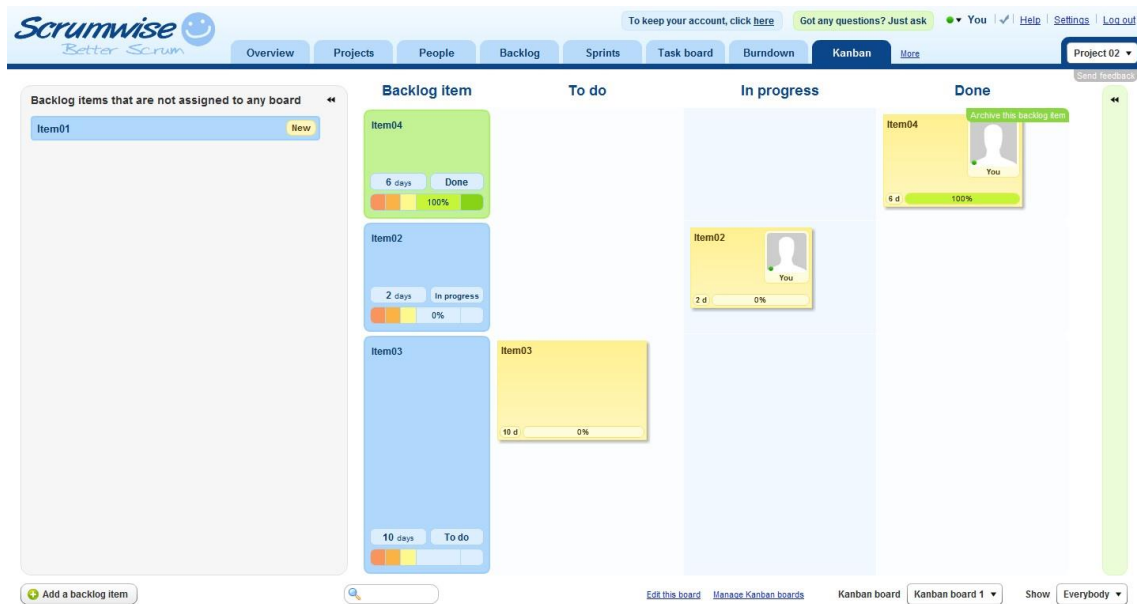 Scrumwise
Better Scrum
To keep your account, click here
Got any questions? Just ask
You
Help
Settings
Log out
Overview
Projects
People
Backlog
Sprints
Task board
Burndown
Kanban
More
Project 02
Send feedback
Backlog items that are not assigned to any board
Item01
New
Backlog item
To do
In progress
Done
Item04
6 days
Done
100%
Item04
Archive this backlog item
You
6 d
100%
Item02
2 days
In progress
0%
Item02
You
2 d
0%
Item03
10 days
To do
Item03
10 d
0%
Add a backlog item
Edit this board
Manage Kanban boards
Kanban board
Kanban board 1
Show
Everybody